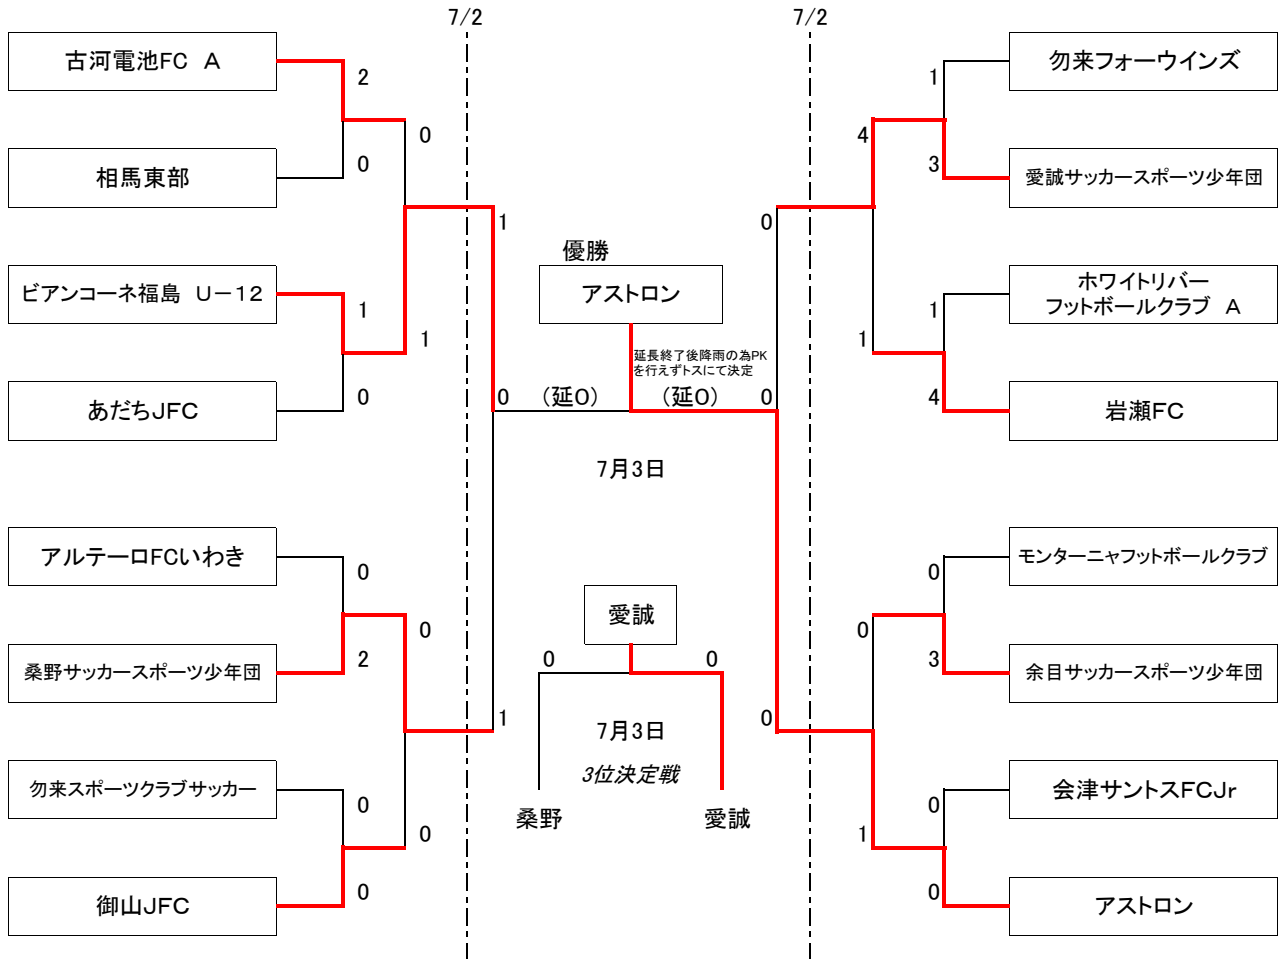 7/2
7/2
古河電池FC A
2
0
相馬東部
0
ビアンコーネ福島 U－12
1
1
あだちJFC
0
1
アルテーロFCいわき
0
0
桑野サッカースポーツ少年団
2
勿来スポーツクラブサッカー
0
0
御山JFC
0
1
優勝
アストロン
延長終了後降雨の為PK
を行えずトスにて決定
0 （延0） （延0） 0
7月3日
愛誠
0 0
7月3日
3位決定戦
桑野 愛誠
勿来フォーウインズ
1
4
愛誠サッカースポーツ少年団
3
0
ホワイトリバー
フットボールクラブ A
1
1
岩瀬FC
4
モンターニャフットボールクラブ
0
0
余目サッカースポーツ少年団
3
0
会津サントスFCJr
0
1
アストロン
0